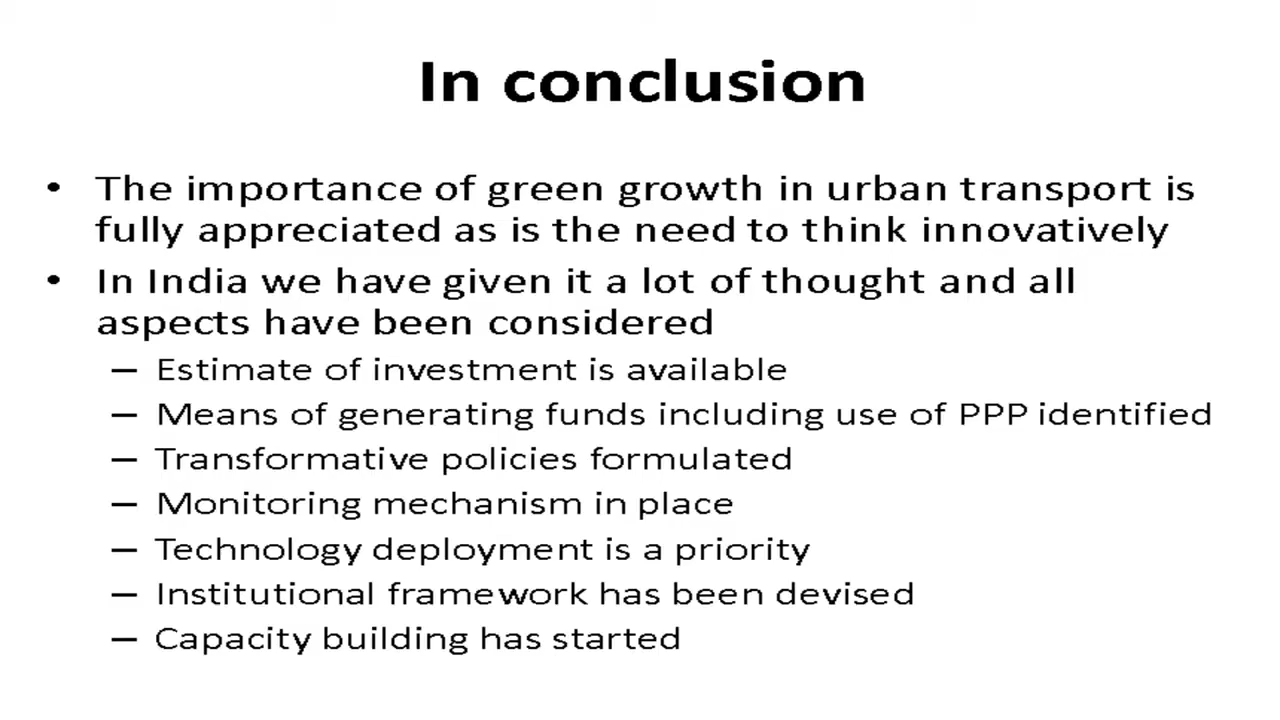 In conclusion
• The importance of green growth in urban transport is
fully appreciated as is the need to think innovatively
• In India we have given it a lot of thought and all
aspects have been considered
– Estimate of investment is available
– Means of generating funds including use of PPP identified
– Transformative policies formulated
– Monitoring mechanism in place
– Technology deployment is a priority
– Institutional framework has been devised
– Capacity building has started